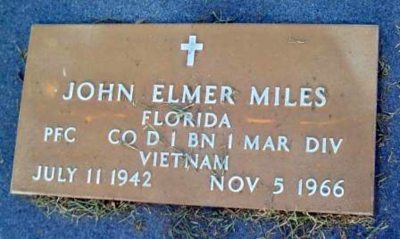 JOHN ELMER MILES
FLORIDA
PFC CO D 1 BN 1 MAR DIV
VIETNAM
JULY 11 1942 NOV 5 1966